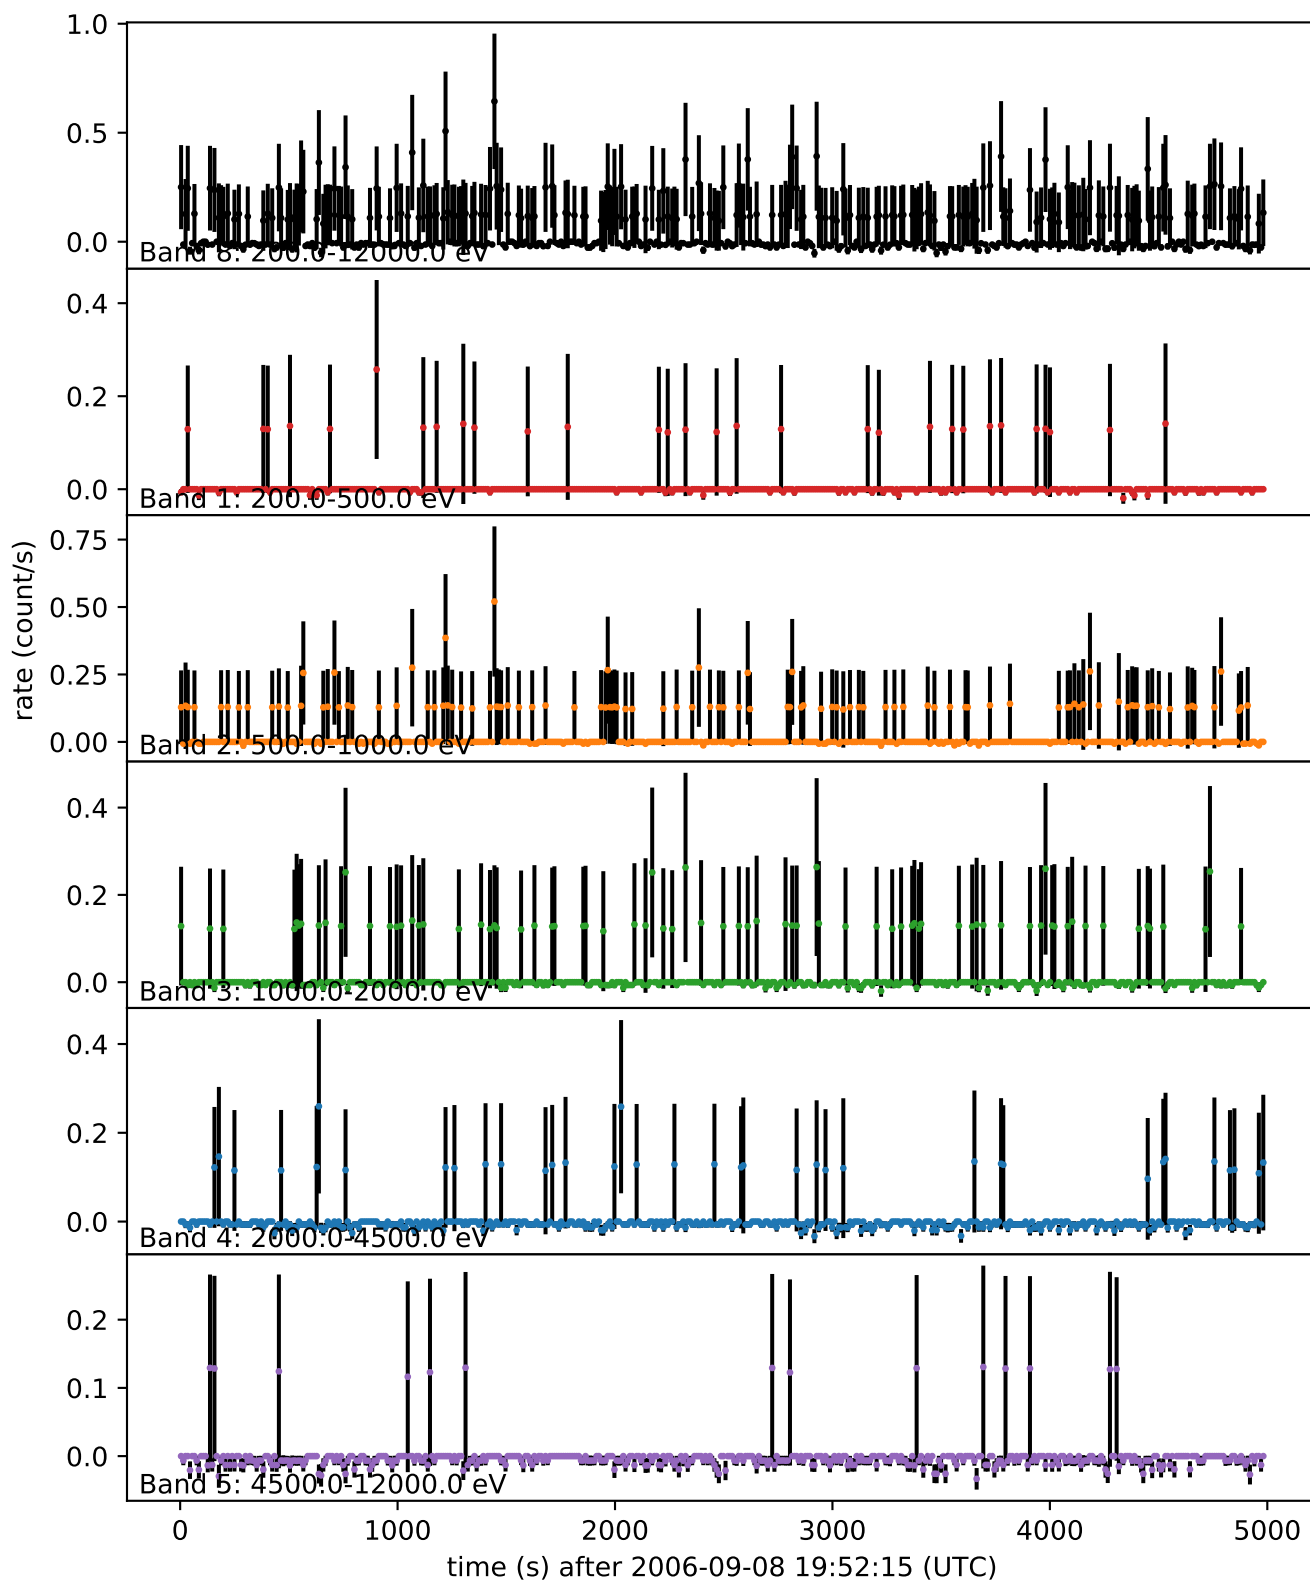 1.0
0.5
0.0
Band 8: 200.0-12000.0 eV
0.4
0.2
0.0
Band 1: 200.0-500.0 eV
rate (count/s)
0.75
0.50
0.25
0.00
Band 2: 500.0-1000.0 eV
0.4
0.2
0.0
Band 3: 1000.0-2000.0 eV
0.4
0.2
0.0
Band 4: 2000.0-4500.0 eV
0.2
0.1
0.0
Band 5: 4500.0-12000.0 eV
0 1000 2000 3000 4000 5000
time (s) after 2006-09-08 19:52:15 (UTC)